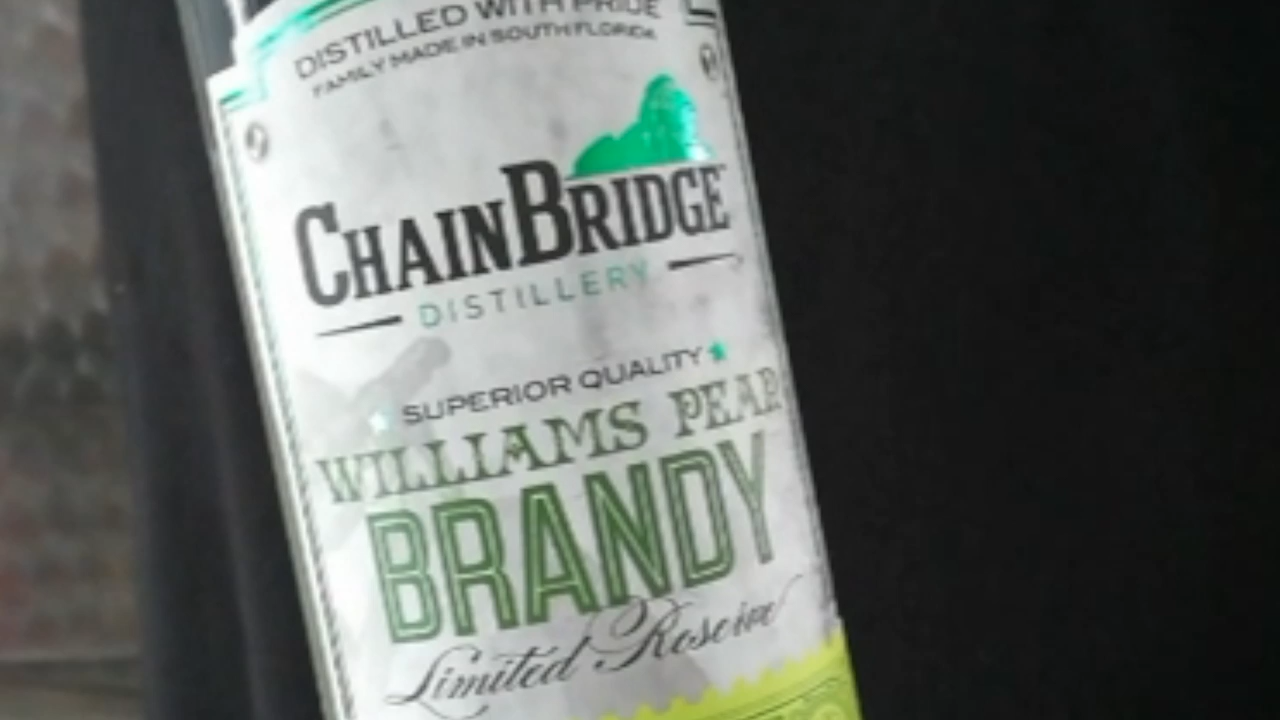 DISTILLED WITH PRIDE
FAMILY MADE IN SOUTH FLORIDA
CHAINBRIDGE
DISTILLERY
SUPERIOR QUALITY
WILLIAMS PEAR
BRANDY
Limited Reserve